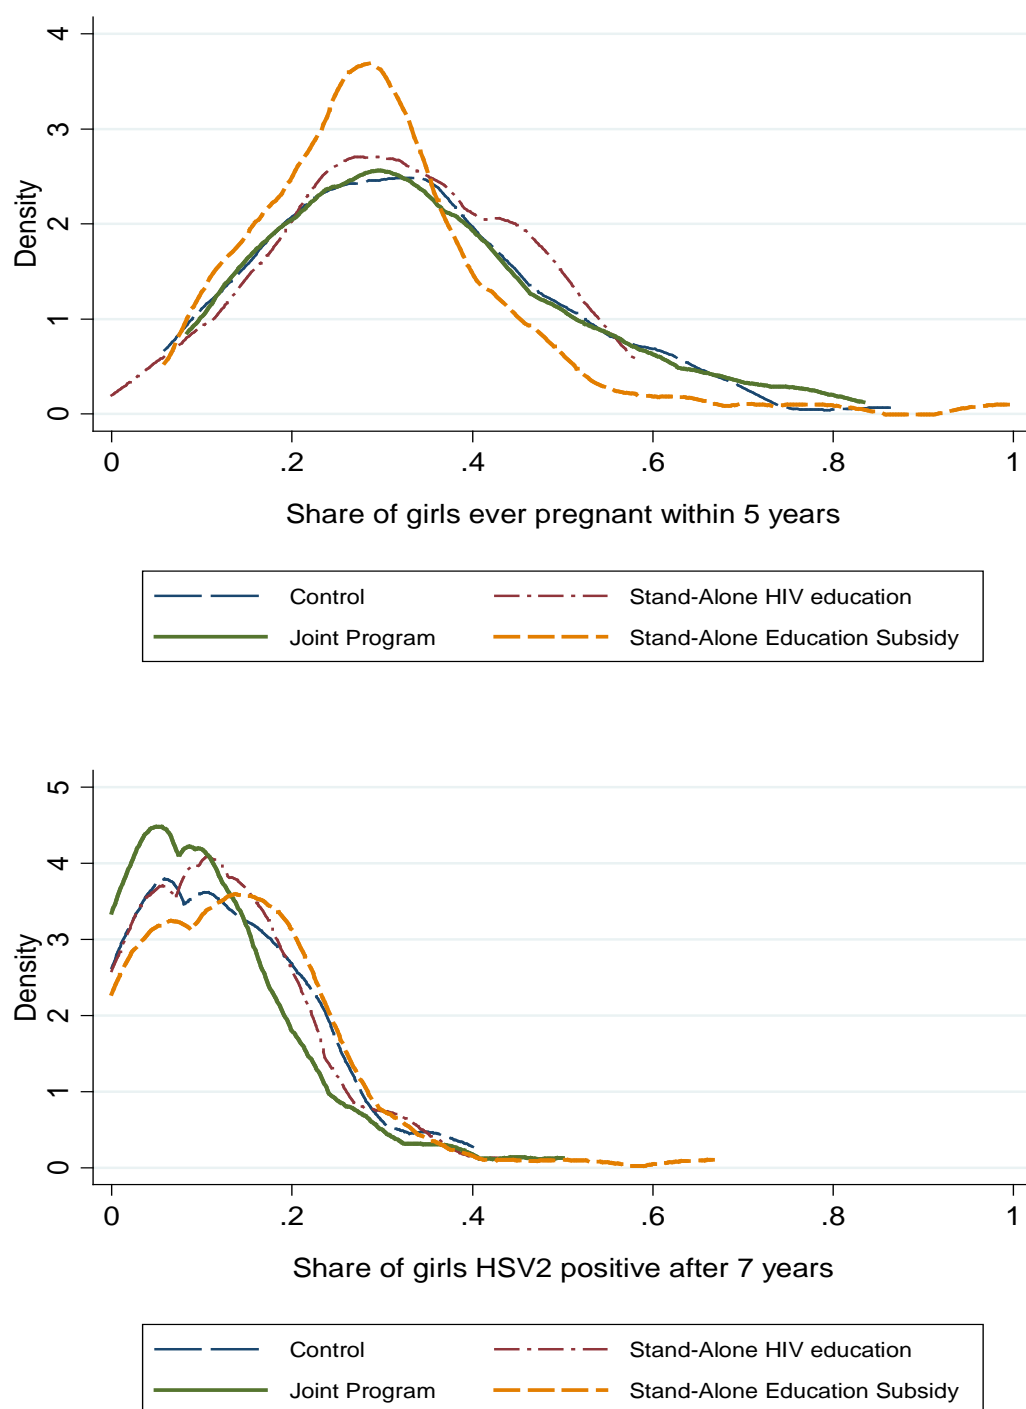 4
3
2
1
0
Density
0 .2 .4 .6 .8 1
Share of girls ever pregnant within 5 years
Control Stand-Alone HIV education
Joint Program Stand-Alone Education Subsidy
5
4
3
2
1
0
Density
0 .2 .4 .6 .8 1
Share of girls HSV2 positive after 7 years
Control Stand-Alone HIV education
Joint Program Stand-Alone Education Subsidy